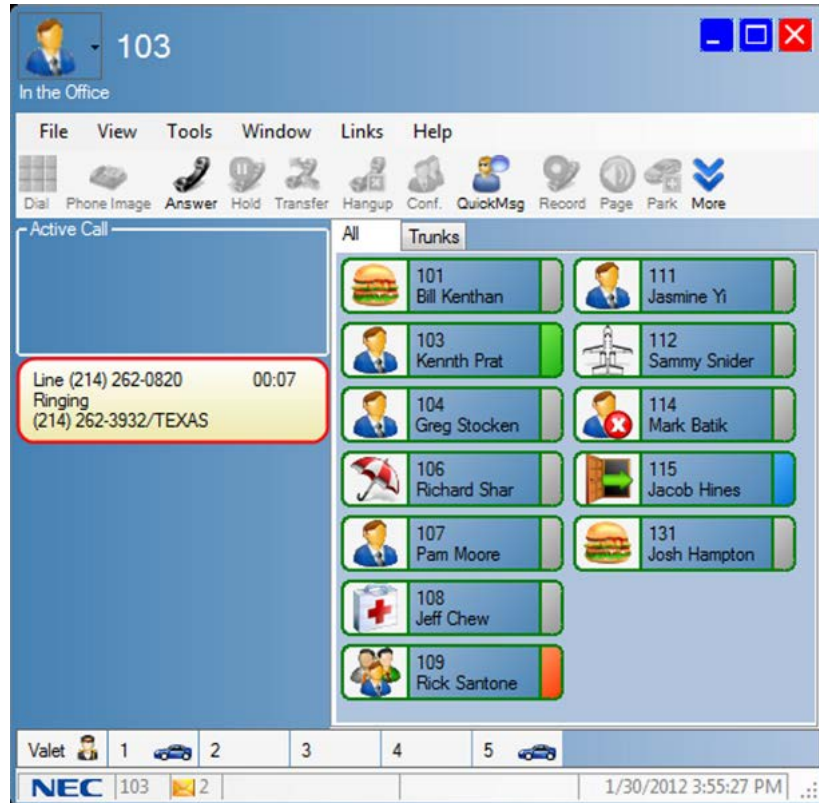 103
In the Office
File View Tools Window Links Help
Dial Phone Image Answer Hold Transfer Hangup Conf. QuickMsg Record Page Park More
Active Call
All Trunks
Line (214) 262-0820 00:07
Ringing
(214) 262-3932/TEXAS
101
Bill Kenthan
103
Kennth Prat
104
Greg Stocken
106
Richard Shar
107
Pam Moore
108
Jeff Chew
109
Rick Santone
111
Jasmine Yi
112
Sammy Snider
114
Mark Batik
115
Jacob Hines
131
Josh Hampton
Valet 1 2 3 4 5
NEC 103 2 1/30/2012 3:55:27 PM